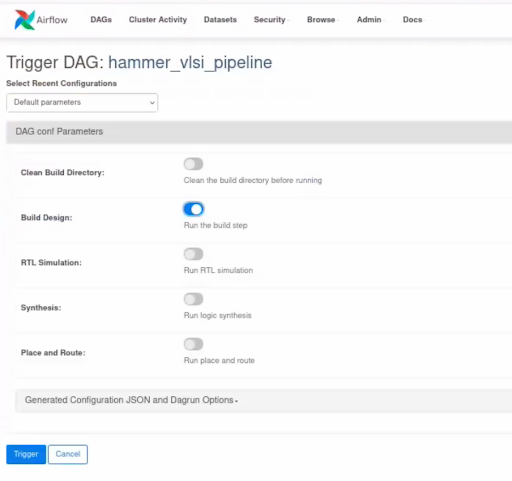 Airflow DAGs Cluster Activity Datasets Security Browse Admin Docs
Trigger DAG: hammer_vlsi_pipeline
Select Recent Configurations
Default parameters
DAG conf Parameters
Clean Build Directory:
Clean the build directory before running
Build Design:
Run the build step
RTL Simulation:
Run RTL simulation
Synthesis:
Run logic synthesis
Place and Route:
Run place and route
Generated Configuration JSON and Dagrun Options
Trigger Cancel